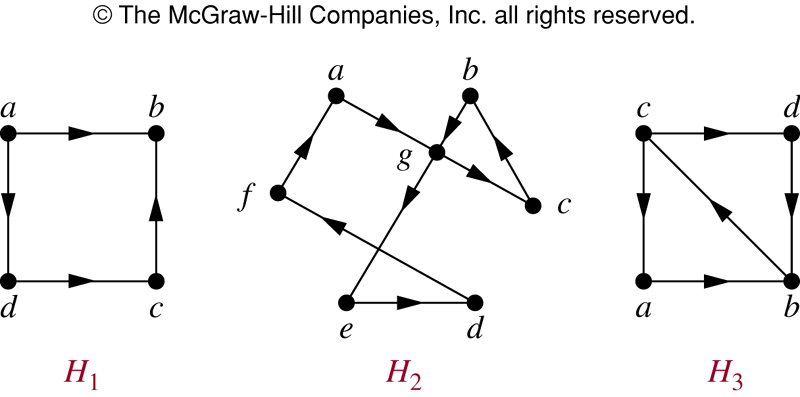 © The McGraw-Hill Companies, Inc. all rights reserved.
a b
d c
H1
a b
g
f c
e d
H2
c d
a b
H3